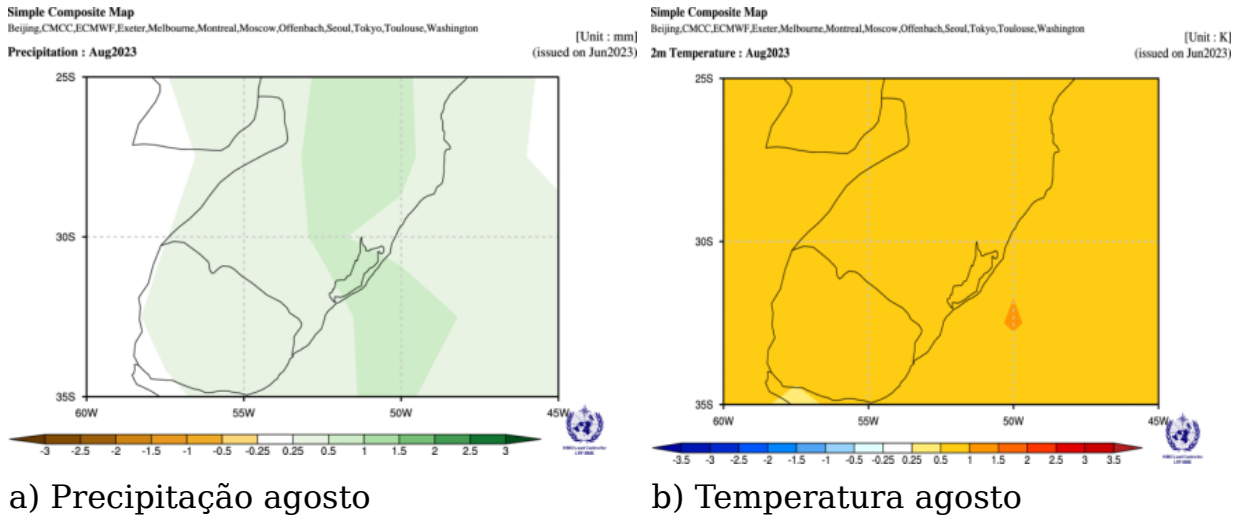 Simple Composite Map
Beijing,CMCC,ECMWF,Exeter,Melbourne,Montreal,Moscow,Offenbach,Seoul,Tokyo,Toulouse,Washington
[Unit : mm]
Precipitation : Aug2023
(issued on Jun2023)
25S
30S
35S
60W 55W 50W 45W
-3 -2.5 -2 -1.5 -1 -0.5 -0.25 0.25 0.5 1 1.5 2 2.5 3
a) Precipitação agosto
Simple Composite Map
Beijing,CMCC,ECMWF,Exeter,Melbourne,Montreal,Moscow,Offenbach,Seoul,Tokyo,Toulouse,Washington
[Unit : K]
2m Temperature : Aug2023
(issued on Jun2023)
25S
30S
35S
60W 55W 50W 45W
-3.5 -3 -2.5 -2 -1.5 -1 -0.5 -0.25 0.25 0.5 1 1.5 2 2.5 3 3.5
b) Temperatura agosto